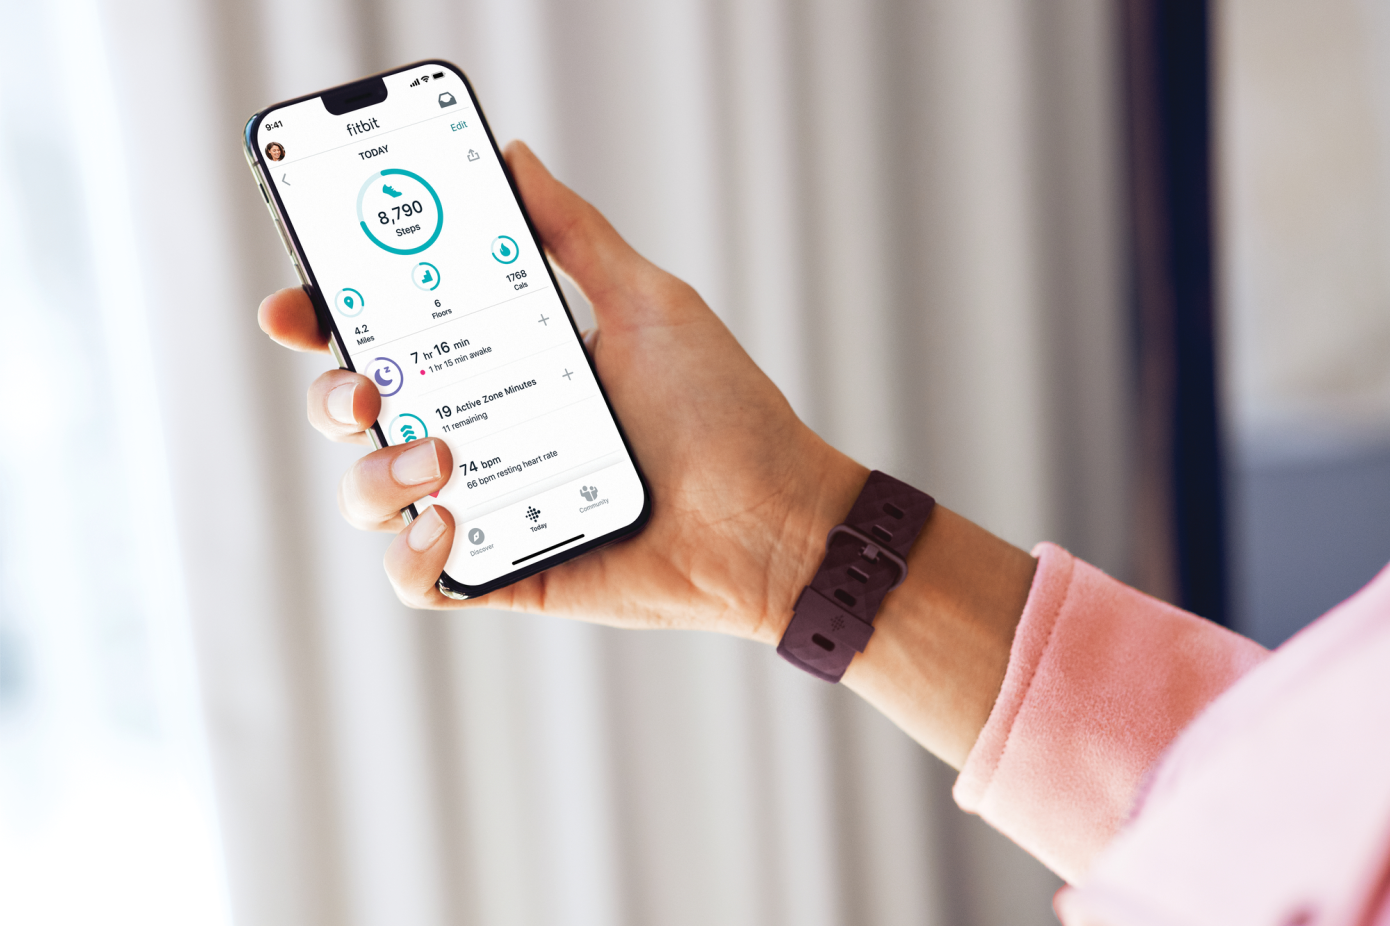 9:41
fitbit
Edit
TODAY
8,790
Steps
4.2
Miles
6
Floors
1768
Cals
7 hr 16 min
1 hr 15 min awake
19 Active Zone Minutes
11 remaining
74 bpm
66 bpm resting heart rate
Discover
Today
Community